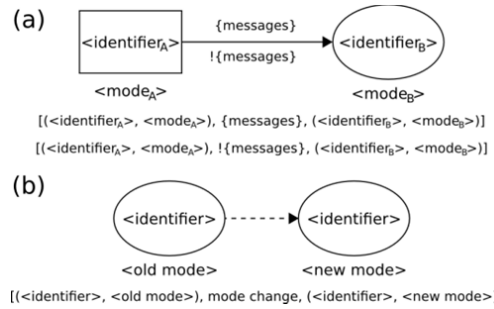 (a)
{messages}
<identifierA> <identifierB>
!{messages}
<modeA> <modeB>
[(<identifierA>, <modeA>), {messages}, (<identifierB>, <modeB>)]
[(<identifierA>, <modeA>), !{messages}, (<identifierB>, <modeB>)]
(b)
<identifier> <identifier>
<old mode> <new mode>
[(<identifier>, <old mode>), mode change, (<identifier>, <new mode>